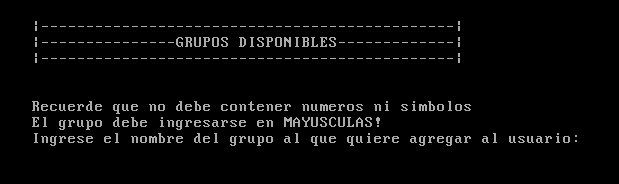 ¦----------------------------------------------¦
¦---------------GRUPOS DISPONIBLES-------------¦
¦----------------------------------------------¦
Recuerde que no debe contener numeros ni simbolos
El grupo debe ingresarse en MAYUSCULAS!
Ingrese el nombre del grupo al que quiere agregar al usuario: